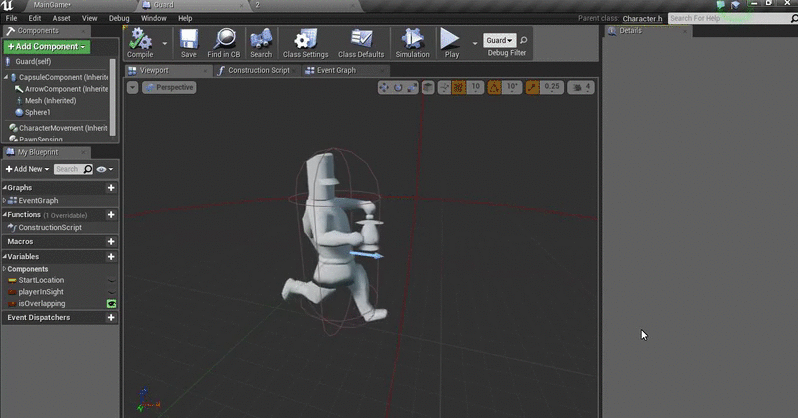 MainGame*
Guard
2
File Asset View Debug Window Help
Parent class: Character.h
Search For Help
Components
+Add Component
Guard(self)
CapsuleComponent (Inherited
ArrowComponent (Inherite
Mesh (Inherited)
Sphere1
CharacterMovement (Inherit
PawnSensing
My Blueprint
+Add New
Search
Graphs
EventGraph
Functions (1 Overridable)
ConstructionScript
Macros
Variables
Components
StartLocation
playerInSight
isOverlapping
Event Dispatchers
Compile
Save
Find in CB
Search
Class Settings
Class Defaults
Simulation
Play
Guard
Debug Filter
Viewport
Construction Script
Event Graph
Perspective
10
10°
0.25
4
Details